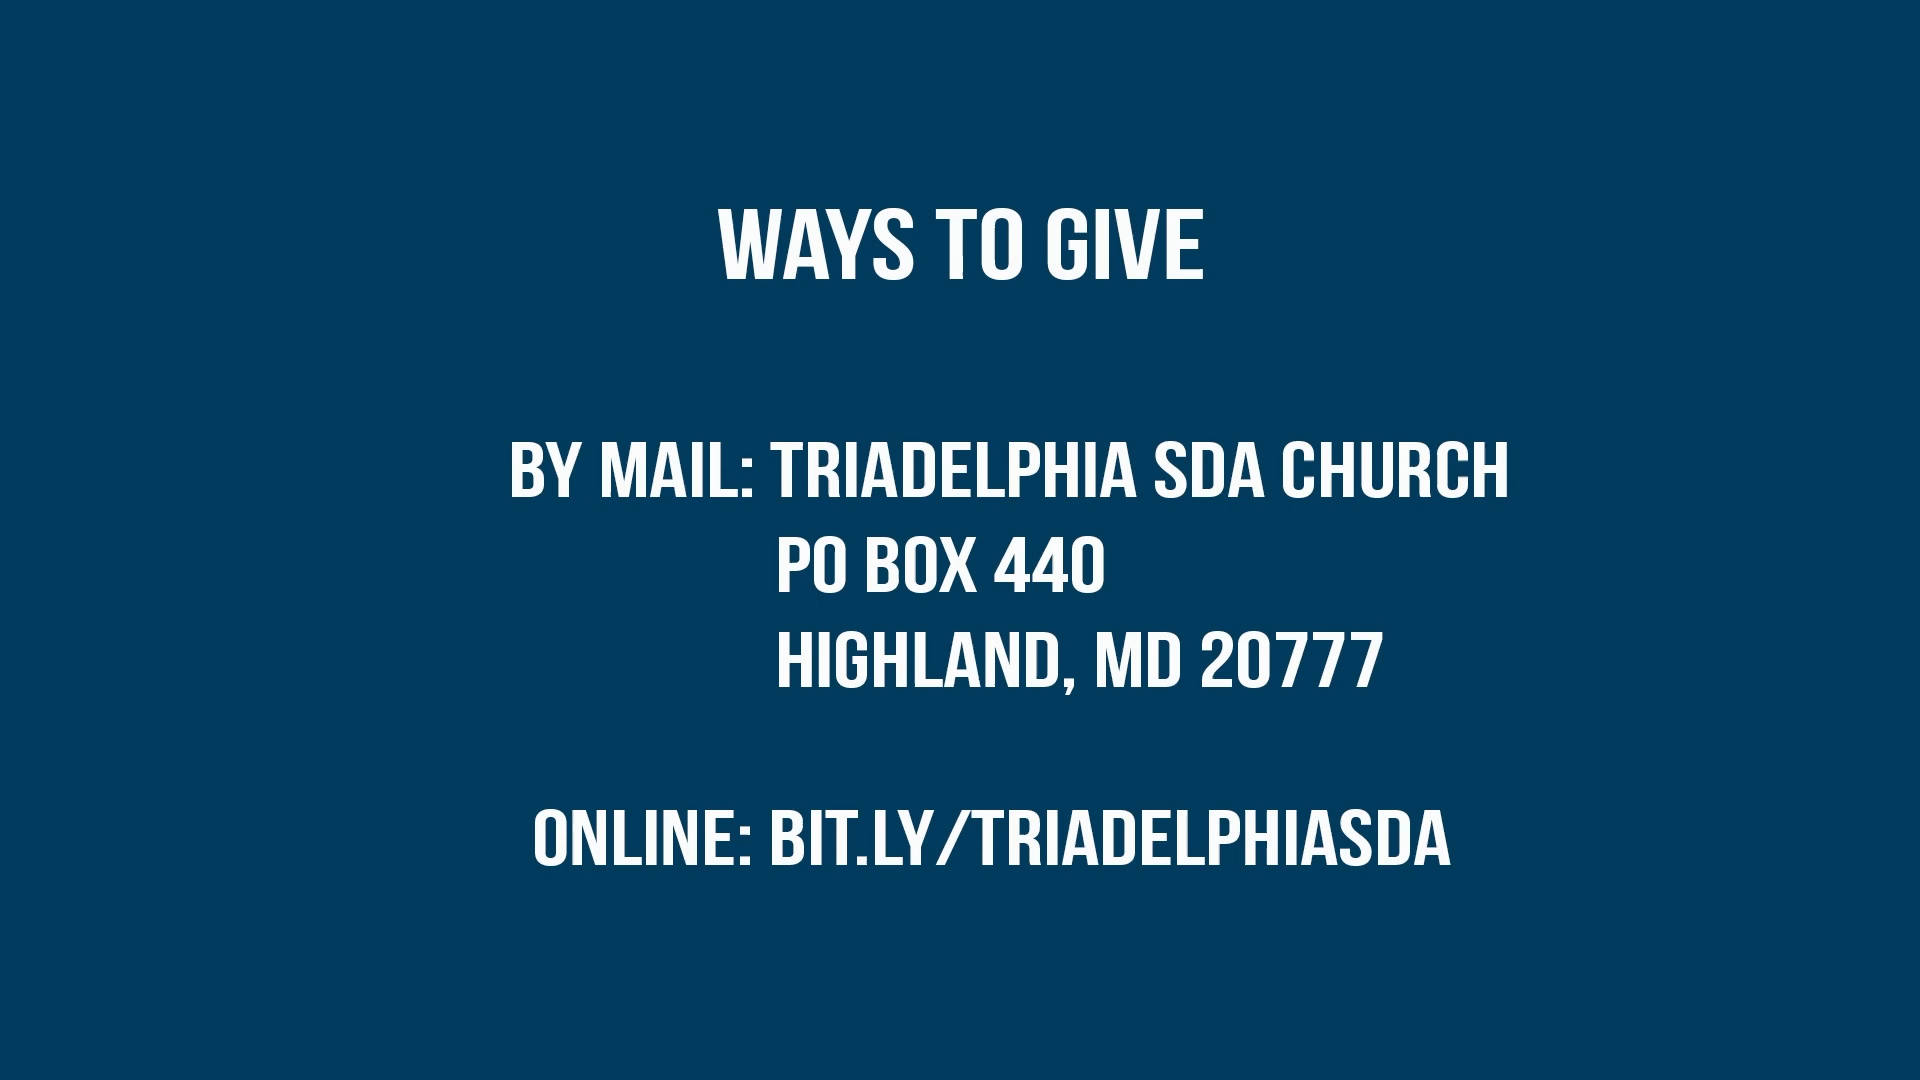 WAYS TO GIVE
BY MAIL: TRIADELPHIA SDA CHURCH
PO BOX 440
HIGHLAND, MD 20777
ONLINE: BIT.LY/TRIADELPHIASDA